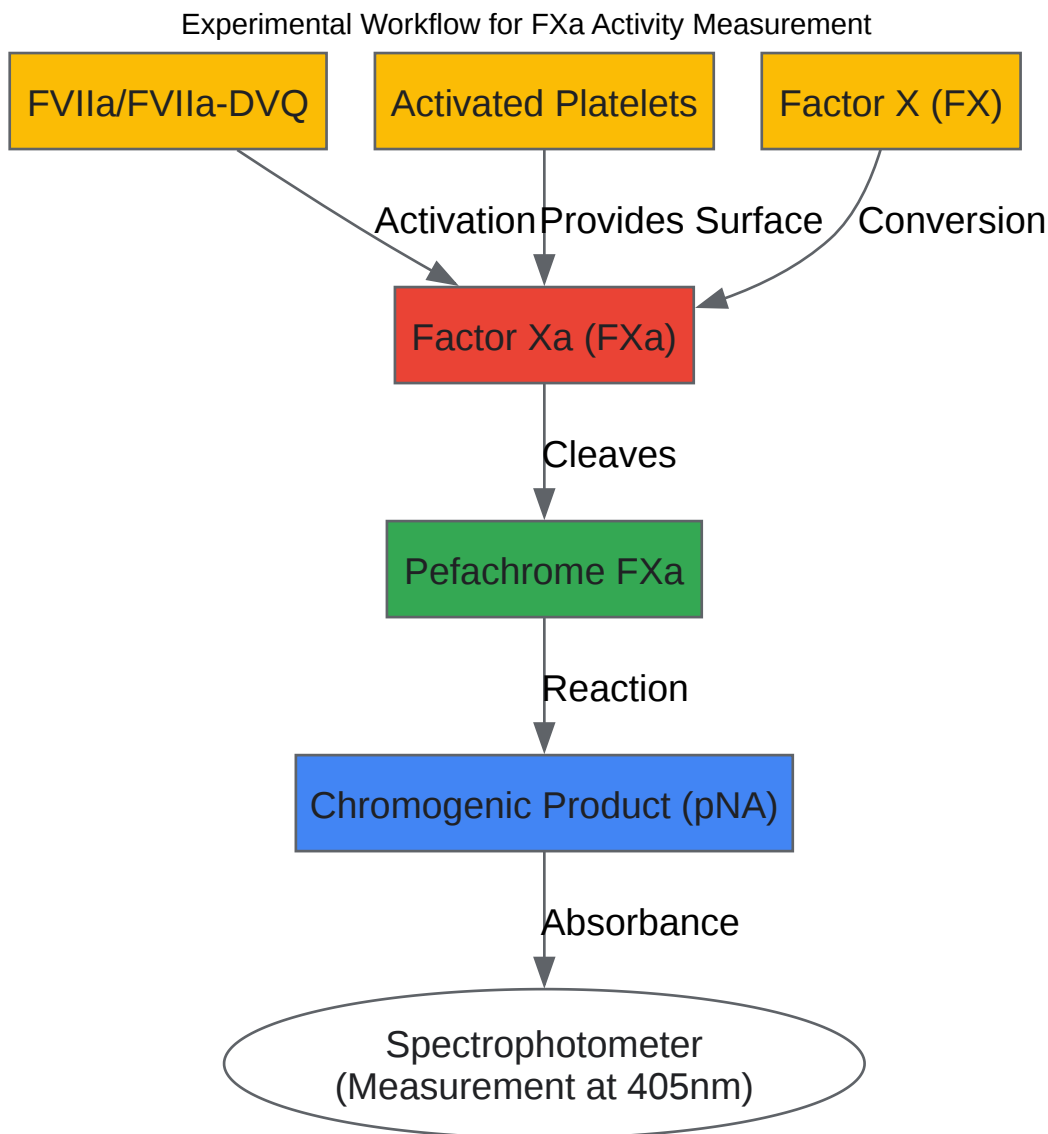 Experimental Workflow for FXa Activity Measurement
FVIIa/FVIIa-DVQ
Activated Platelets
Factor X (FX)
Activation
Provides Surface
Conversion
Factor Xa (FXa)
Cleaves
Pefachrome FXa
Reaction
Chromogenic Product (pNA)
Absorbance
Spectrophotometer
(Measurement at 405nm)